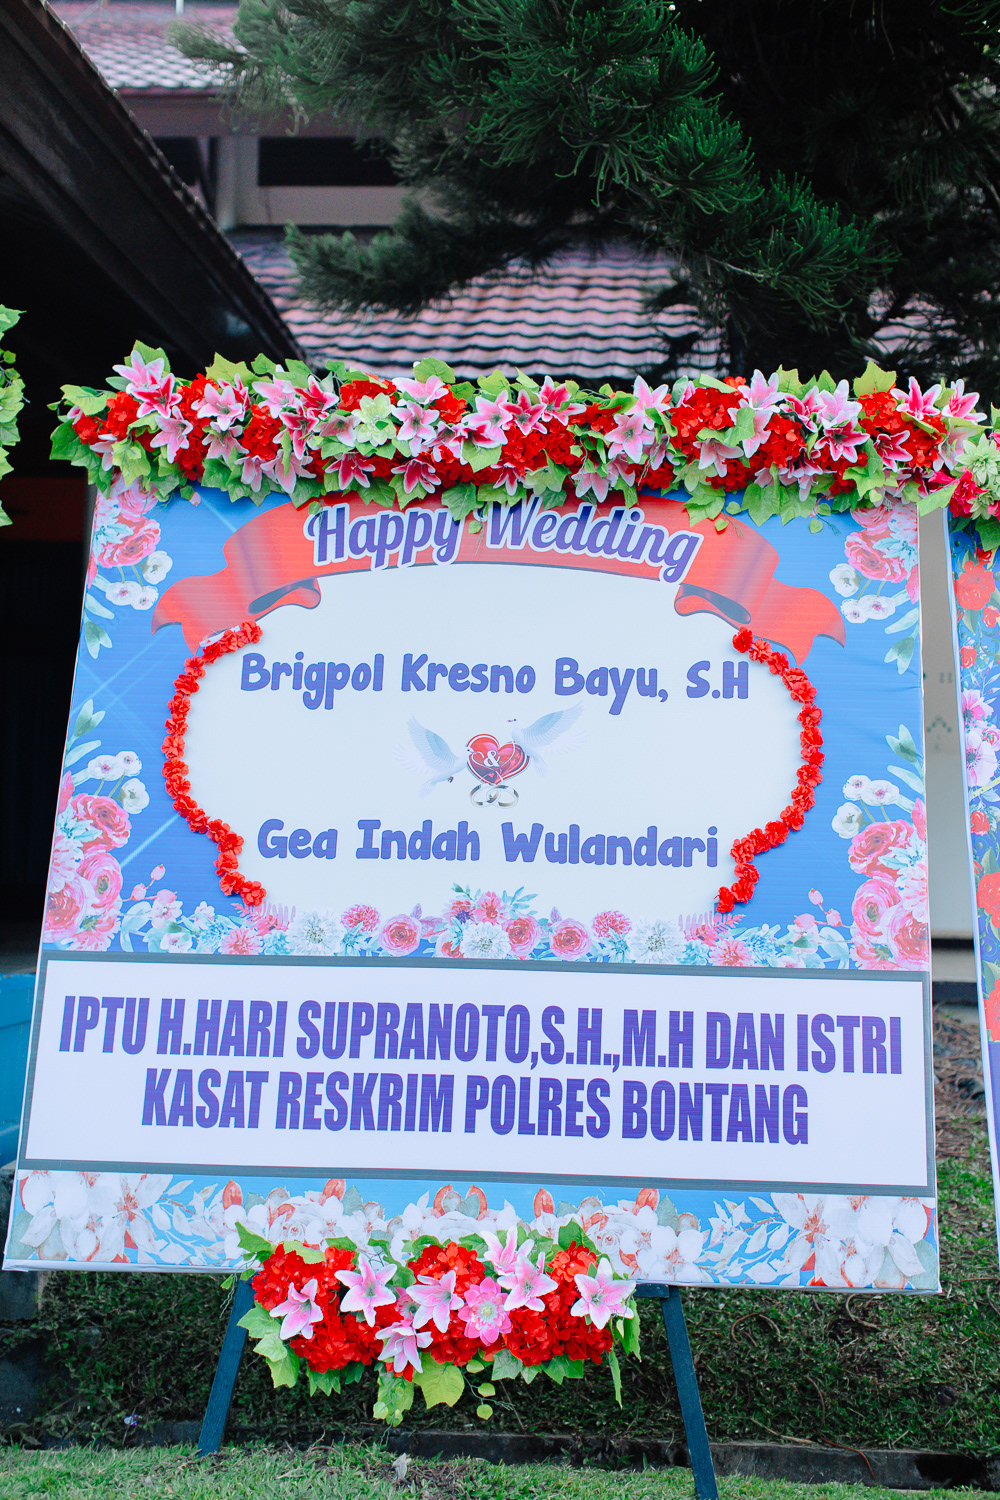 Happy Wedding
Brigpol Kresno Bayu, S.H
&
Gea Indah Wulandari
IPTU H.HARI SUPRANOTO,S.H.,M.H DAN ISTRI
KASAT RESKRIM POLRES BONTANG